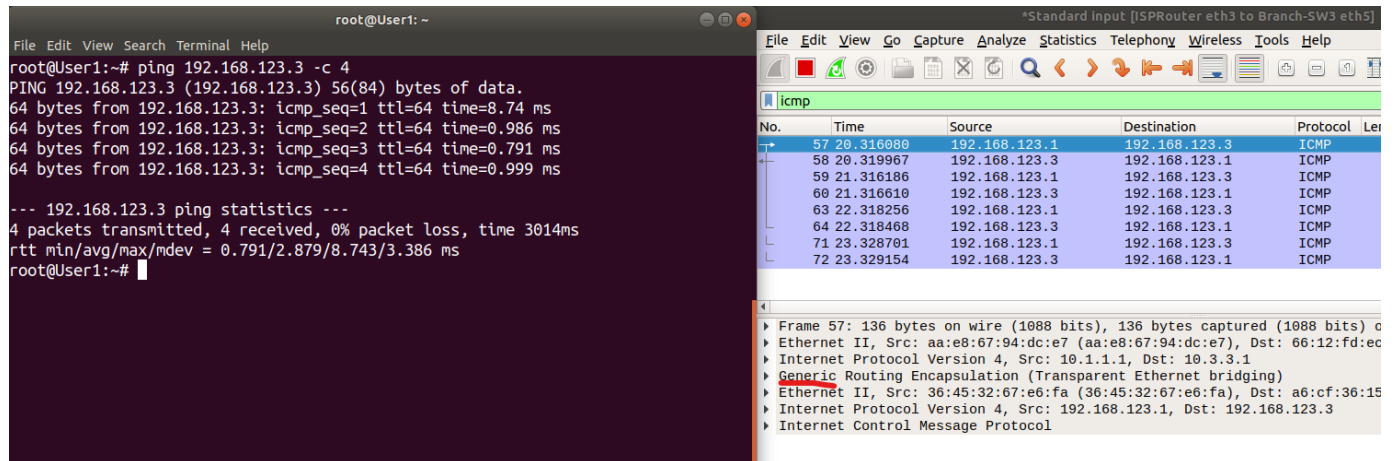 root@User1: ~
File Edit View Search Terminal Help
root@User1:~# ping 192.168.123.3 -c 4
PING 192.168.123.3 (192.168.123.3) 56(84) bytes of data.
64 bytes from 192.168.123.3: icmp_seq=1 ttl=64 time=8.74 ms
64 bytes from 192.168.123.3: icmp_seq=2 ttl=64 time=0.986 ms
64 bytes from 192.168.123.3: icmp_seq=3 ttl=64 time=0.791 ms
64 bytes from 192.168.123.3: icmp_seq=4 ttl=64 time=0.999 ms
--- 192.168.123.3 ping statistics ---
4 packets transmitted, 4 received, 0% packet loss, time 3014ms
rtt min/avg/max/mdev = 0.791/2.879/8.743/3.386 ms
root@User1:~#
*Standard input [ISPRouter eth3 to Branch-SW3 eth5]
File Edit View Go Capture Analyze Statistics Telephony Wireless Tools Help
icmp
No. Time Source Destination Protocol Ler
57 20.316080 192.168.123.1 192.168.123.3 ICMP
58 20.319967 192.168.123.3 192.168.123.1 ICMP
59 21.316186 192.168.123.1 192.168.123.3 ICMP
60 21.316610 192.168.123.3 192.168.123.1 ICMP
63 22.318256 192.168.123.1 192.168.123.3 ICMP
64 22.318468 192.168.123.3 192.168.123.1 ICMP
71 23.328701 192.168.123.1 192.168.123.3 ICMP
72 23.329154 192.168.123.3 192.168.123.1 ICMP
Frame 57: 136 bytes on wire (1088 bits), 136 bytes captured (1088 bits) o
Ethernet II, Src: aa:e8:67:94:dc:e7 (aa:e8:67:94:dc:e7), Dst: 66:12:fd:ec
Internet Protocol Version 4, Src: 10.1.1.1, Dst: 10.3.3.1
Generic Routing Encapsulation (Transparent Ethernet bridging)
Ethernet II, Src: 36:45:32:67:e6:fa (36:45:32:67:e6:fa), Dst: a6:cf:36:15
Internet Protocol Version 4, Src: 192.168.123.1, Dst: 192.168.123.3
Internet Control Message Protocol